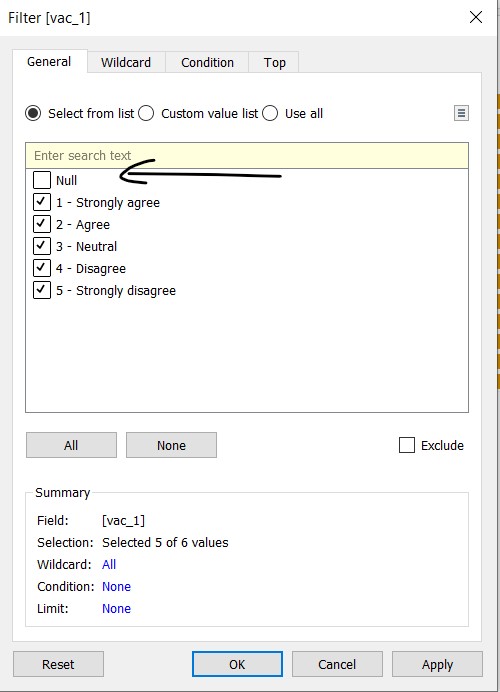 Filter [vac_1]
General Wildcard Condition Top
Select from list Custom value list Use all
Enter search text
Null
1 - Strongly agree
2 - Agree
3 - Neutral
4 - Disagree
5 - Strongly disagree
All None Exclude
Summary
Field: [vac_1]
Selection: Selected 5 of 6 values
Wildcard: All
Condition: None
Limit: None
Reset OK Cancel Apply